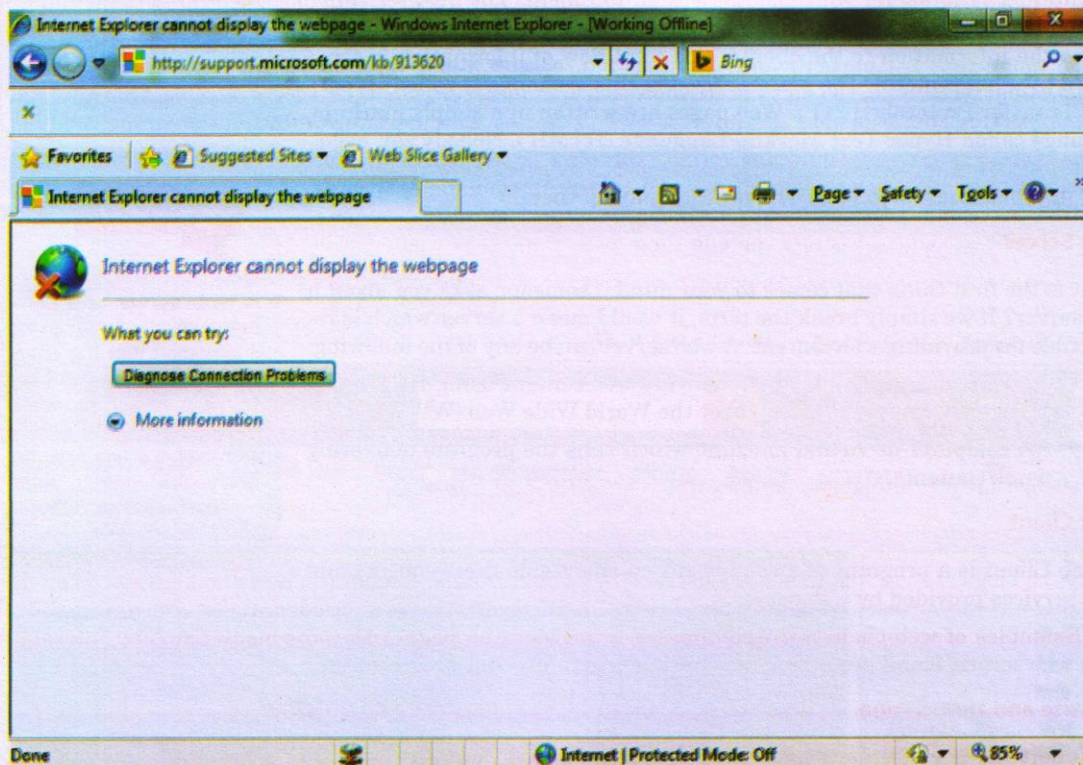 Internet Explorer cannot display the webpage - Windows Internet Explorer - [Working Offline]
http://support.microsoft.com/kb/913620
Bing
Favorites
Suggested Sites
Web Slice Gallery
Internet Explorer cannot display the webpage
Page
Safety
Tools
Internet Explorer cannot display the webpage
What you can try:
Diagnose Connection Problems
More information
Done
Internet | Protected Mode: Off
85%